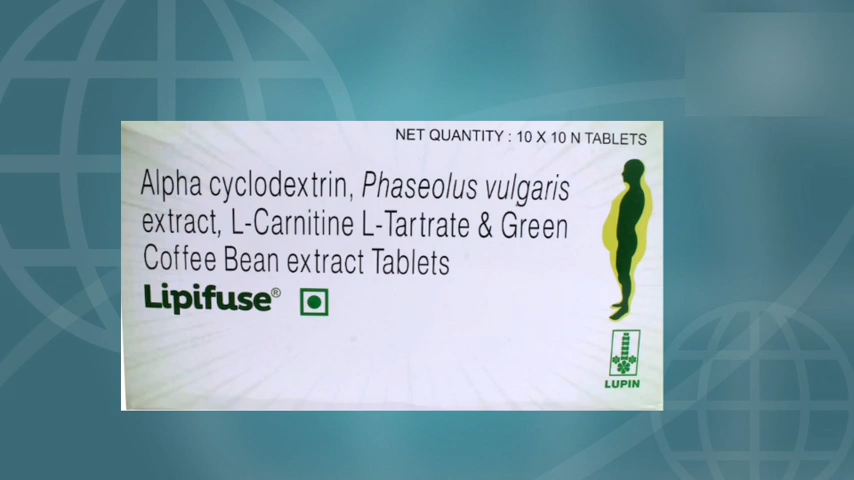 NET QUANTITY : 10 X 10 N TABLETS
Alpha cyclodextrin, Phaseolus vulgaris
extract, L-Carnitine L-Tartrate & Green
Coffee Bean extract Tablets
Lipifuse®
LUPIN